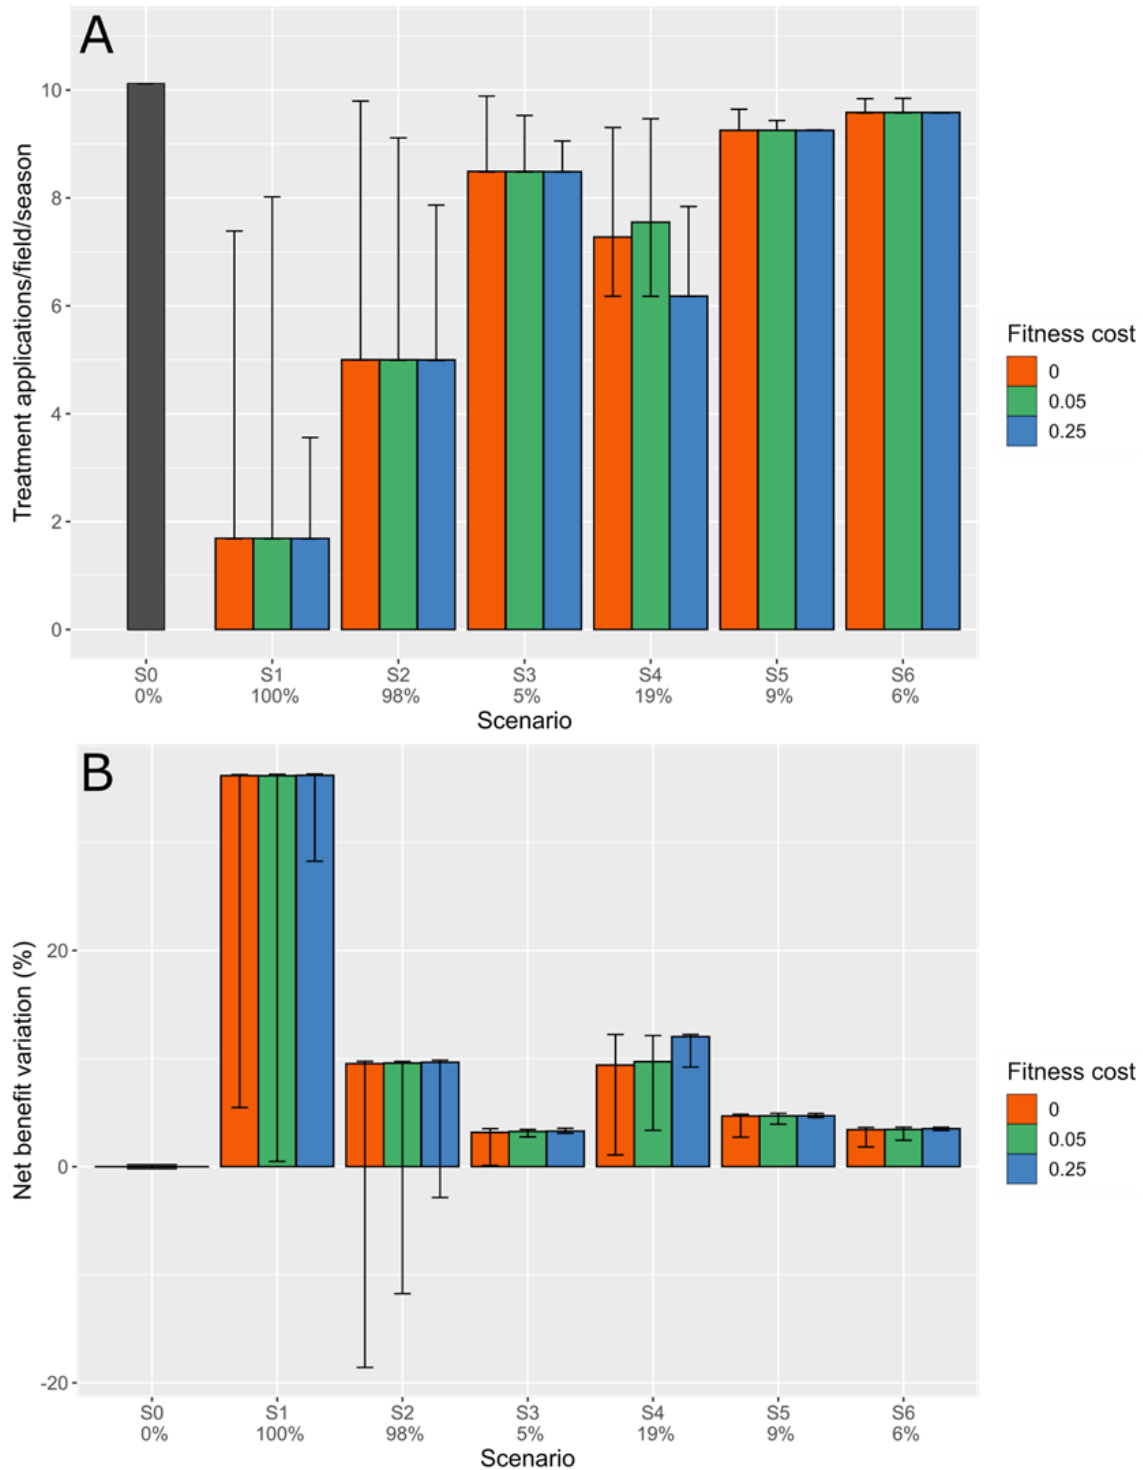 A
Treatment applications/field/season
10
8
6
4
2
0
S0 S1 S2 S3 S4 S5 S6
0% 100% 98% 5% 19% 9% 6%
Scenario
Fitness cost
0
0.05
0.25
B
Net benefit variation (%)
20
0
-20
S0 S1 S2 S3 S4 S5 S6
0% 100% 98% 5% 19% 9% 6%
Scenario
Fitness cost
0
0.05
0.25